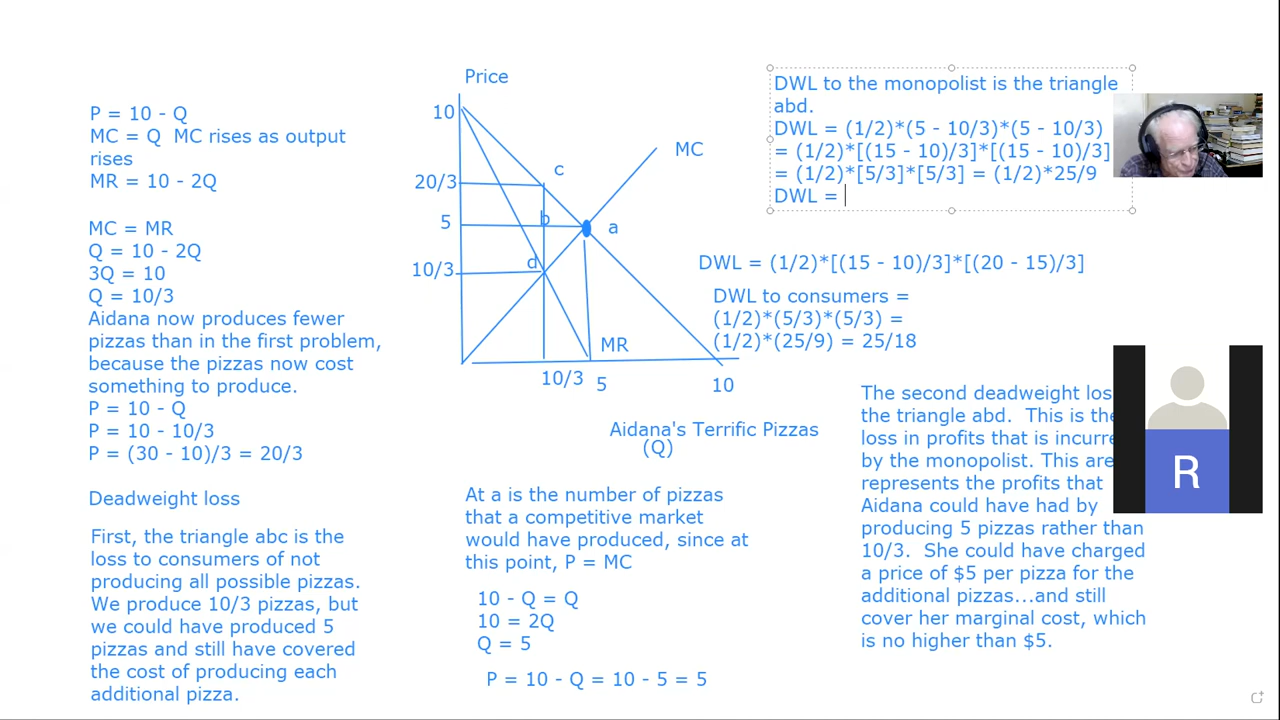 P = 10 - Q
MC = Q  MC rises as output
rises
MR = 10 - 2Q
MC = MR
Q = 10 - 2Q
3Q = 10
Q = 10/3
Aidana now produces fewer
pizzas than in the first problem,
because the pizzas now cost
something to produce.
P = 10 - Q
P = 10 - 10/3
P = (30 - 10)/3 = 20/3
Deadweight loss
First, the triangle abc is the
loss to consumers of not
producing all possible pizzas.
We produce 10/3 pizzas, but
we could have produced 5
pizzas and still have covered
the cost of producing each
additional pizza.
Price
10
20/3
5
10/3
c
b
a
d
MC
MR
10/3
5
10
Aidana's Terrific Pizzas
(Q)
At a is the number of pizzas
that a competitive market
would have produced, since at
this point, P = MC
10 - Q = Q
10 = 2Q
Q = 5
P = 10 - Q = 10 - 5 = 5
DWL to the monopolist is the triangle
abd.
DWL = (1/2)*(5 - 10/3)*(5 - 10/3)
= (1/2)*[(15 - 10)/3]*[(15 - 10)/3]
= (1/2)*[5/3]*[5/3] = (1/2)*25/9
DWL =
DWL = (1/2)*[(15 - 10)/3]*[(20 - 15)/3]
DWL to consumers =
(1/2)*(5/3)*(5/3) =
(1/2)*(25/9) = 25/18
The second deadweight los
the triangle abd.  This is the
loss in profits that is incurre
by the monopolist. This are
represents the profits that
Aidana could have had by
producing 5 pizzas rather than
10/3.  She could have charged
a price of $5 per pizza for the
additional pizzas...and still
cover her marginal cost, which
is no higher than $5.
R